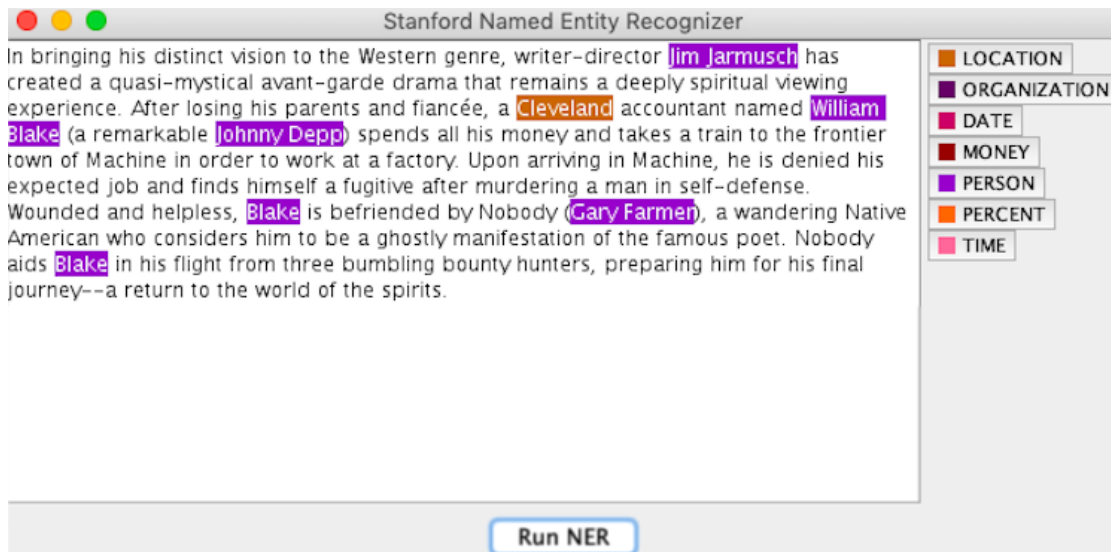 Stanford Named Entity Recognizer
In bringing his distinct vision to the Western genre, writer-director Jim Jarmusch has
created a quasi-mystical avant-garde drama that remains a deeply spiritual viewing
experience. After losing his parents and fiancée, a Cleveland accountant named William
Blake (a remarkable Johnny Depp) spends all his money and takes a train to the frontier
town of Machine in order to work at a factory. Upon arriving in Machine, he is denied his
expected job and finds himself a fugitive after murdering a man in self-defense.
Wounded and helpless, Blake is befriended by Nobody (Gary Farmer), a wandering Native
American who considers him to be a ghostly manifestation of the famous poet. Nobody
aids Blake in his flight from three bumbling bounty hunters, preparing him for his final
journey--a return to the world of the spirits.
LOCATION
ORGANIZATION
DATE
MONEY
PERSON
PERCENT
TIME
Run NER